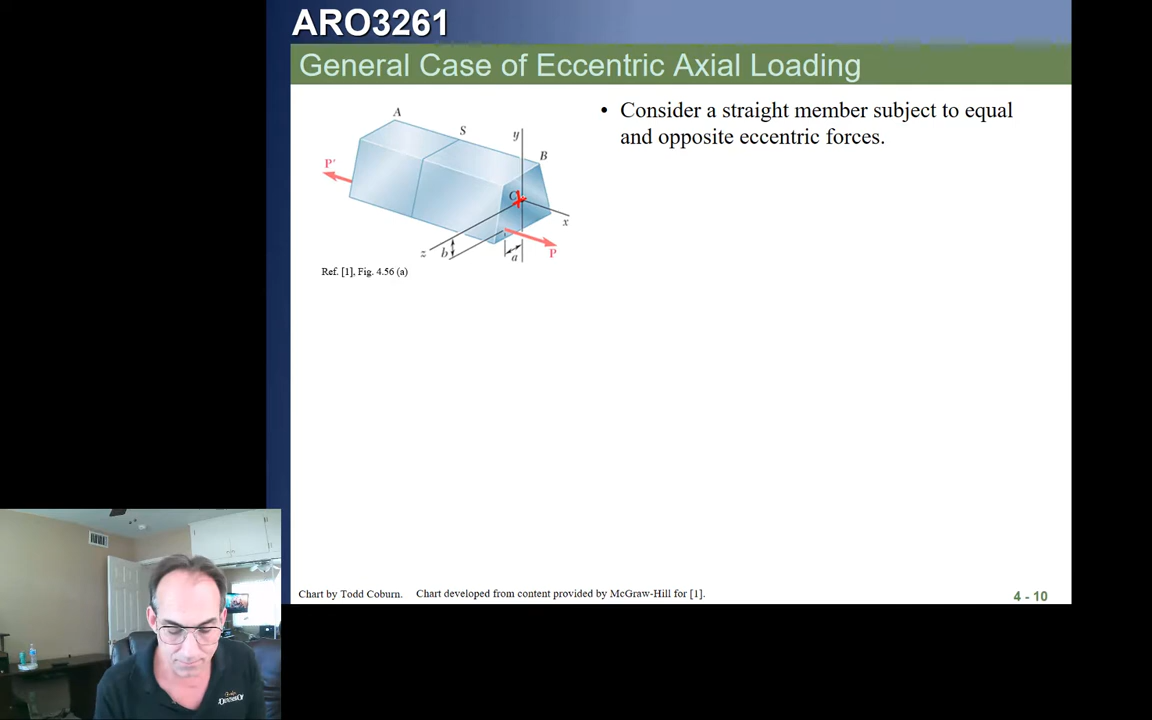 ARO3261
General Case of Eccentric Axial Loading
A
S
y
B
P'
C
x
z
b
a
P
Ref. [1], Fig. 4.56 (a)
• Consider a straight member subject to equal
and opposite eccentric forces.
Chart by Todd Coburn. Chart developed from content provided by McGraw-Hill for [1].
4 - 10